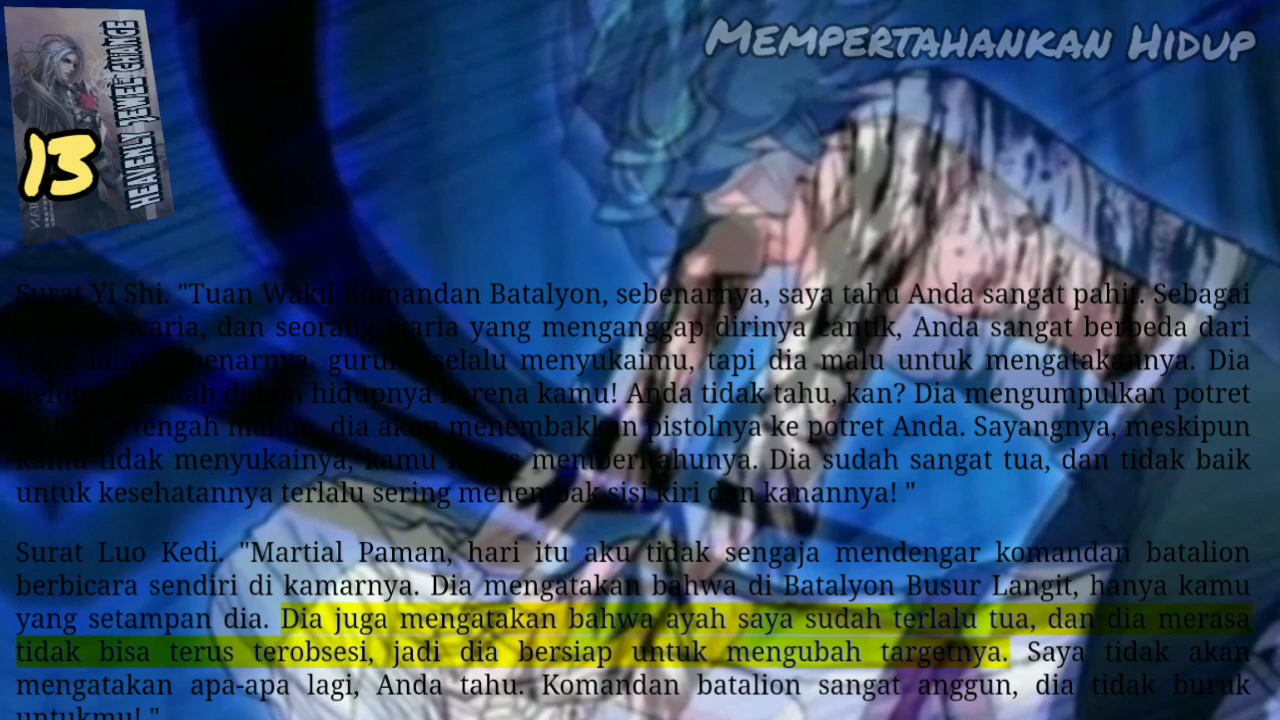 HEAVENLY JEWEL CHANGE
13
Mempertahankan Hidup
Surat Yi Shi. "Tuan Wakil Komandan Batalyon, sebenarnya, saya tahu Anda sangat pahit. Sebagai
waria, dan seorang waria yang menganggap dirinya cantik, Anda sangat berbeda dari
selalu menyukaimu, tapi dia malu untuk mengatakannya. Dia
hidupnya karena kamu! Anda tidak tahu, kan? Dia mengumpulkan potret
tengah malam, dia akan menembakkan pistolnya ke potret Anda. Sayangnya, meskipun
kamu tidak menyukainya, kamu memberitahunya. Dia sudah sangat tua, dan tidak baik
untuk kesehatannya terlalu sering menembak sisi kiri dan kanannya! "
Surat Luo Kedi. "Martial Paman, hari itu aku tidak sengaja mendengar komandan batalion
berbicara sendiri di kamarnya. Dia mengatakan bahwa di Batalyon Busur Langit, hanya kamu
yang setampan dia. Dia juga mengatakan bahwa ayah saya sudah terlalu tua, dan dia merasa
tidak bisa terus terobsesi, jadi dia bersiap untuk mengubah targetnya. Saya tidak akan
mengatakan apa-apa lagi, Anda tahu. Komandan batalion sangat anggun, dia tidak buruk
untukmu! "